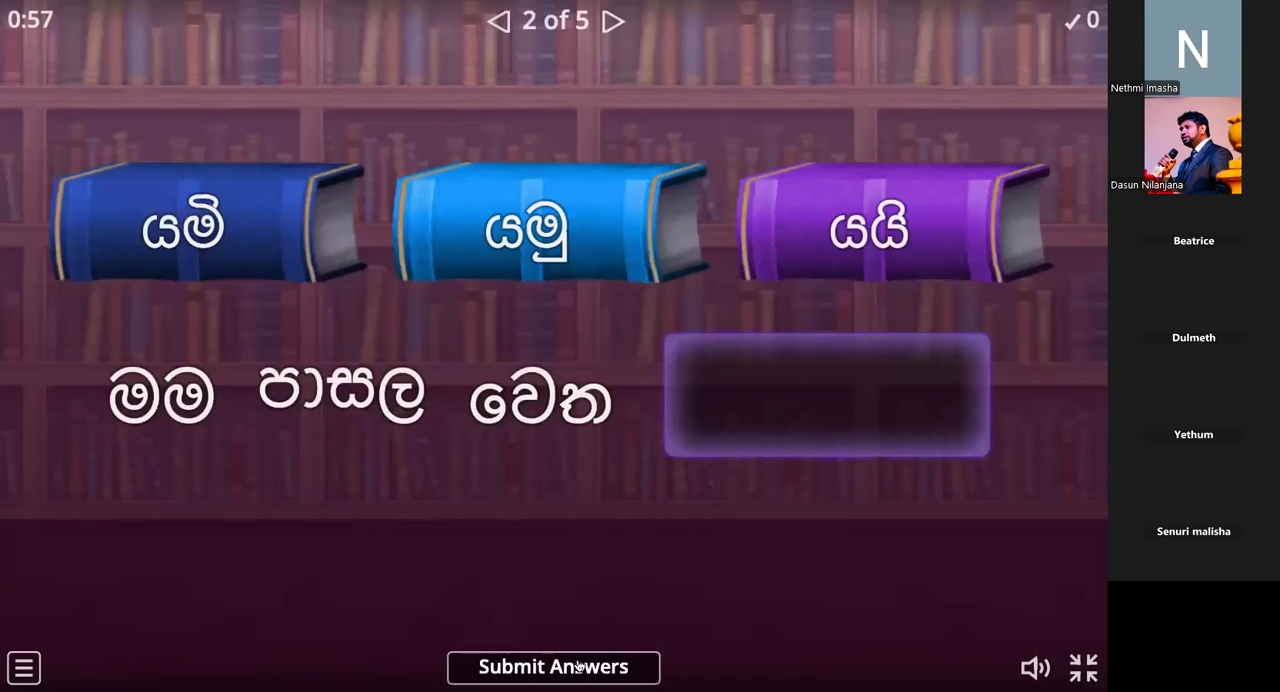 0:57
2 of 5
0
N
Nethmi Imasha
Dasun Nilanjana
යමි
යමු
යයි
Beatrice
Dulmeth
මම පාසල වෙත
Yethum
Senuri malisha
Submit Answers